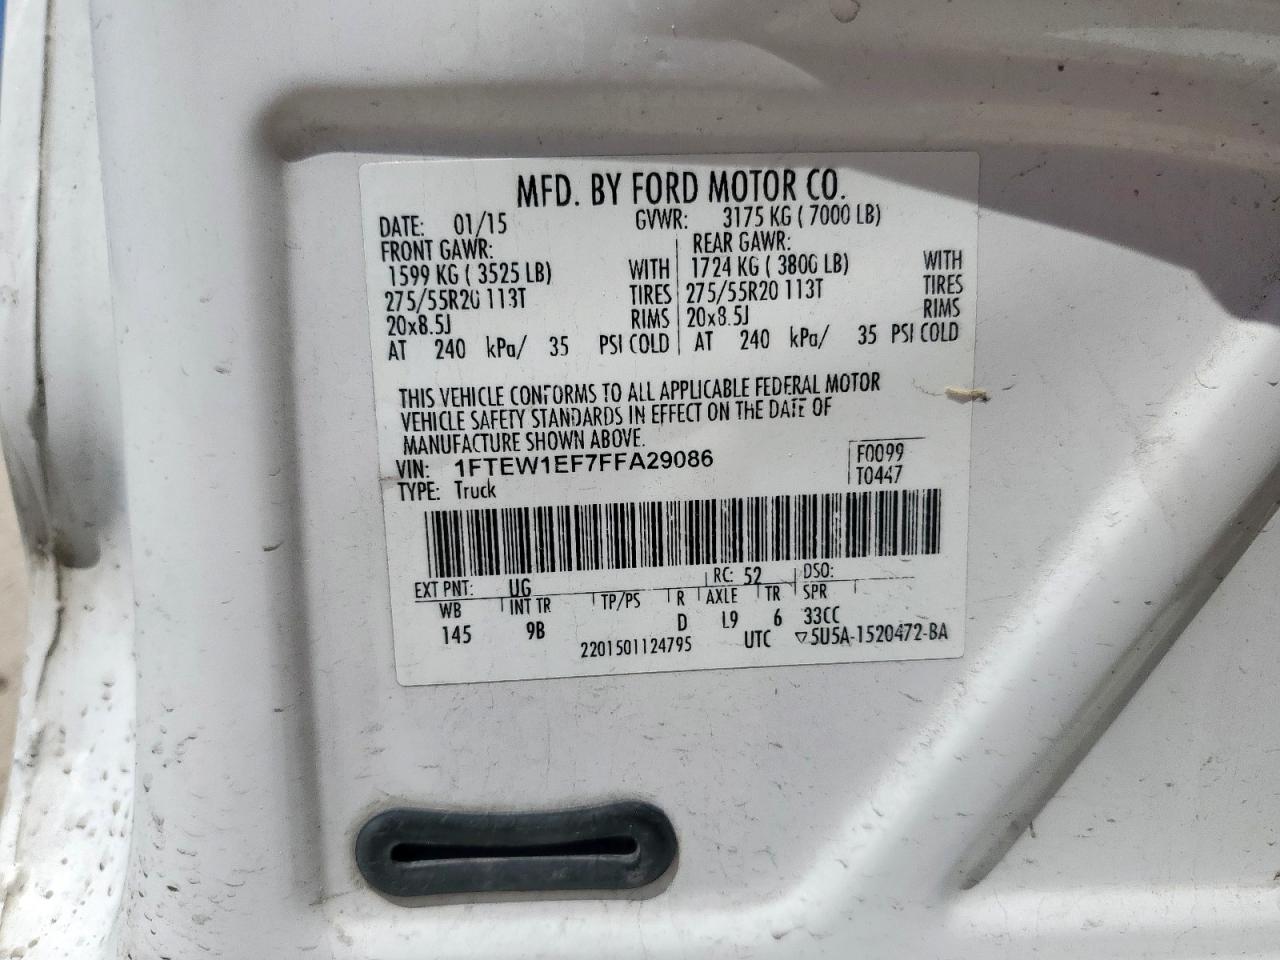 MFD. BY FORD MOTOR CO.
DATE: 01/15 GVWR: 3175 KG ( 7000 LB)
FRONT GAWR: REAR GAWR:
1599 KG ( 3525 LB) WITH 1724 KG ( 3800 LB) WITH
275/55R20 113T TIRES 275/55R20 113T TIRES
20x8.5J RIMS 20x8.5J RIMS
AT 240 kPa/ 35 PSI COLD AT 240 kPa/ 35 PSI COLD
THIS VEHICLE CONFORMS TO ALL APPLICABLE FEDERAL MOTOR
VEHICLE SAFETY STANDARDS IN EFFECT ON THE DATE OF
MANUFACTURE SHOWN ABOVE.
VIN: 1FTEW1EF7FFA29086 F0099
TYPE: Truck T0447
EXT PNT: UG RC: 52 DSO:
WB INT TR TP/PS R AXLE TR SPR
145 9B D L9 6 33CC
2201501124795 UTC ▽5U5A-1520472-BA